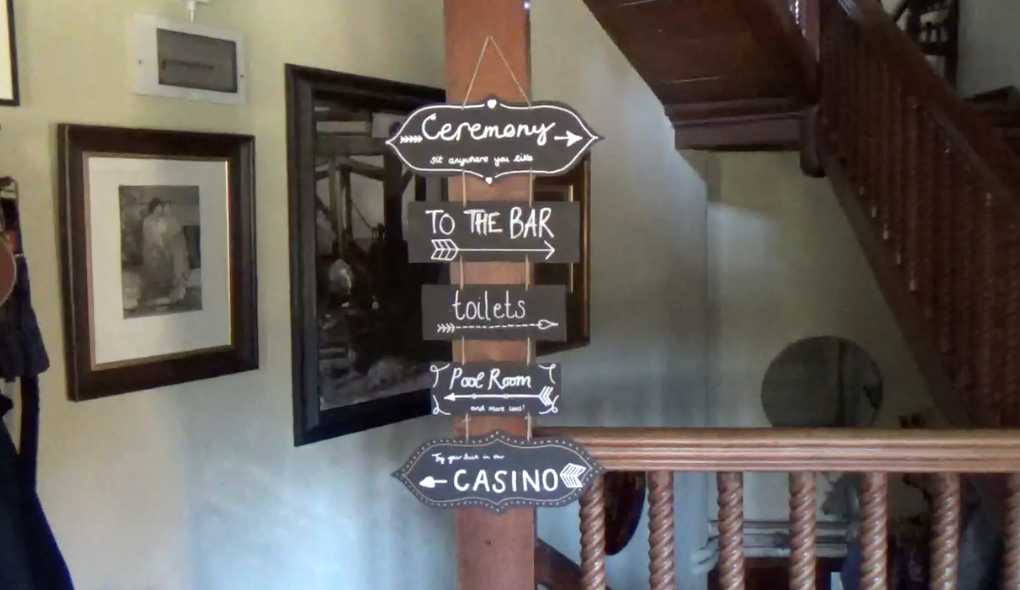 Ceremony
sit anywhere you like
TO THE BAR
toilets
Pool Room
and more loos!
Try your luck in our
CASINO